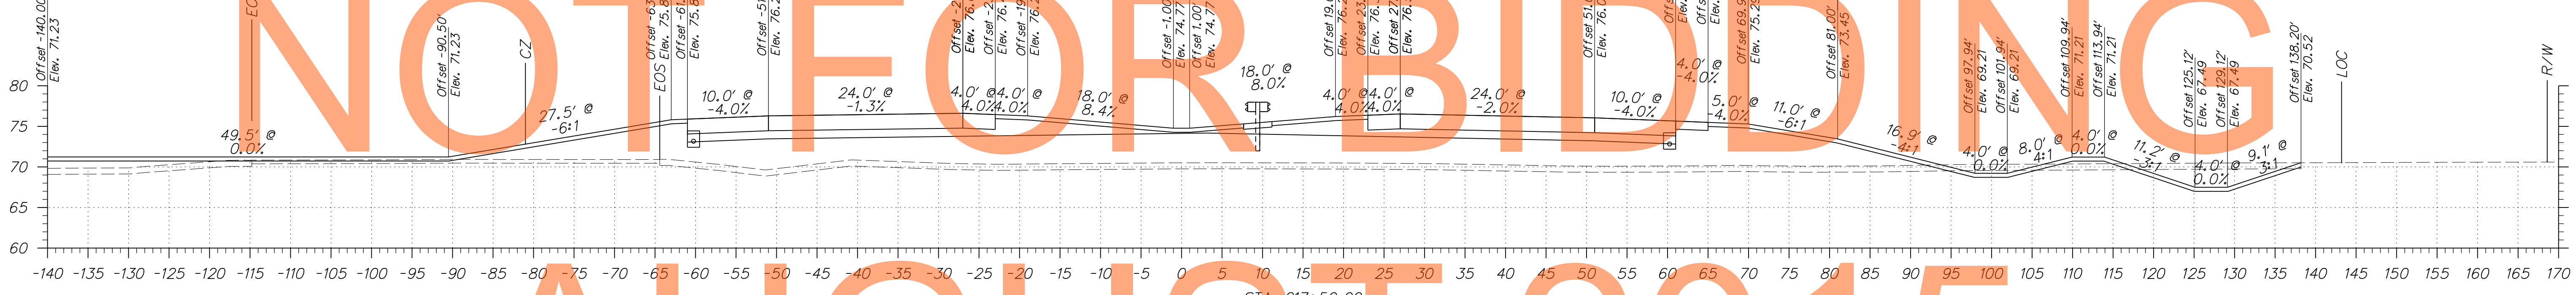 NOT FOR BIDDING
Offset -140.00
Elev. 71.23
Offset -90.50'
Elev. 71.23
CZ
EOS
Offset -1.00
Elev. 74.77
Offset 1.00'
Elev. 74.77
Offset 81.00'
Elev. 73.45
Offset 97.94'
Elev. 69.21
Offset 101.94'
Elev. 69.21
Offset 109.94'
Elev. 71.21
Offset 113.94'
Elev. 71.21
Offset 125.12'
Elev. 67.49
Offset 129.12'
Elev. 67.49
Offset 138.20'
Elev. 70.52
LOC
R/W
49.5' @
0.0%
27.5' @
-6:1
10.0' @
-4.0%
24.0' @
-1.3%
4.0' @
4.0%
4.0' @
4.0%
18.0' @
8.4%
18.0' @
8.0%
4.0' @
4.0%
4.0' @
4.0%
24.0' @
-2.0%
10.0' @
-4.0%
4.0' @
-4.0%
5.0' @
-4.0%
11.0' @
-6:1
16.9' @
-4:1
4.0' @
0.0%
8.0' @
4:1
4.0' @
0.0%
11.2' @
-3:1
4.0' @
0.0%
9.1' @
3:1
80
75
70
65
60
-140 -135 -130 -125 -120 -115 -110 -105 -100 -95 -90 -85 -80 -75 -70 -65 -60 -55 -50 -45 -40 -35 -30 -25 -20 -15 -10 -5 0 5 10 15 20 25 30 35 40 45 50 55 60 65 70 75 80 85 90 95 100 105 110 115 120 125 130 135 140 145 150 155 160 165 170